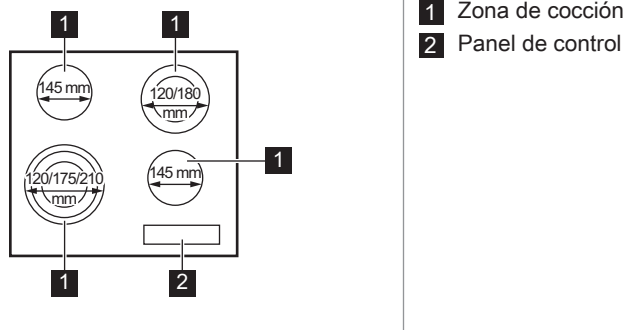 1 1
145 mm
120/180
mm
120/175/210
mm
145 mm
1
1 2
1 Zona de cocción
2 Panel de control